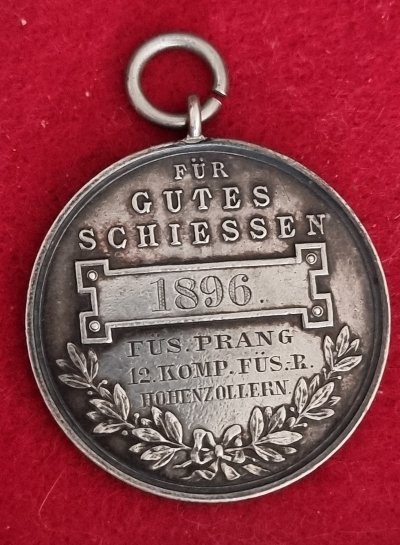 FÜR
GUTES
SCHIESSEN
1896.
FÜS. PRANG
12. KOMP. FÜS. R.
HOHENZOLLERN